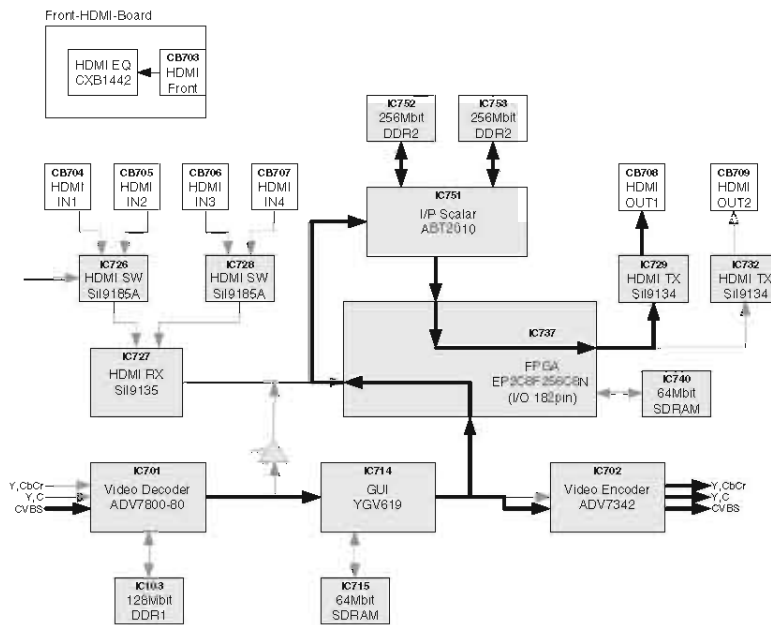 Front-HDMI-Board
HDMI EQ
CXB1442
CB703
HDMI
Front
IC752
256Mbit
DDR2
IC753
256Mbit
DDR2
CB704
HDMI
IN1
CB705
HDMI
IN2
CB706
HDMI
IN3
CB707
HDMI
IN4
IC751
I/P Scalar
ABT2010
CB708
HDMI
OUT1
CB709
HDMI
OUT2
IC726
HDMI SW
SiI9185A
IC728
HDMI SW
SiI9185A
IC729
HDMI TX
SiI9134
IC732
HDMI TX
SiI9134
IC727
HDMI RX
SiI9135
IC737
FPGA
EP2C8F256C8N
(I/O 182pin)
IC740
64Mbit
SDRAM
Y,CbCr
Y,C
CVBS
IC701
Video Decoder
ADV7800-80
IC714
GUI
YGV619
IC702
Video Encoder
ADV7342
Y,CbCr
Y,C
CVBS
128Mbit
DDR1
IC715
64Mbit
SDRAM